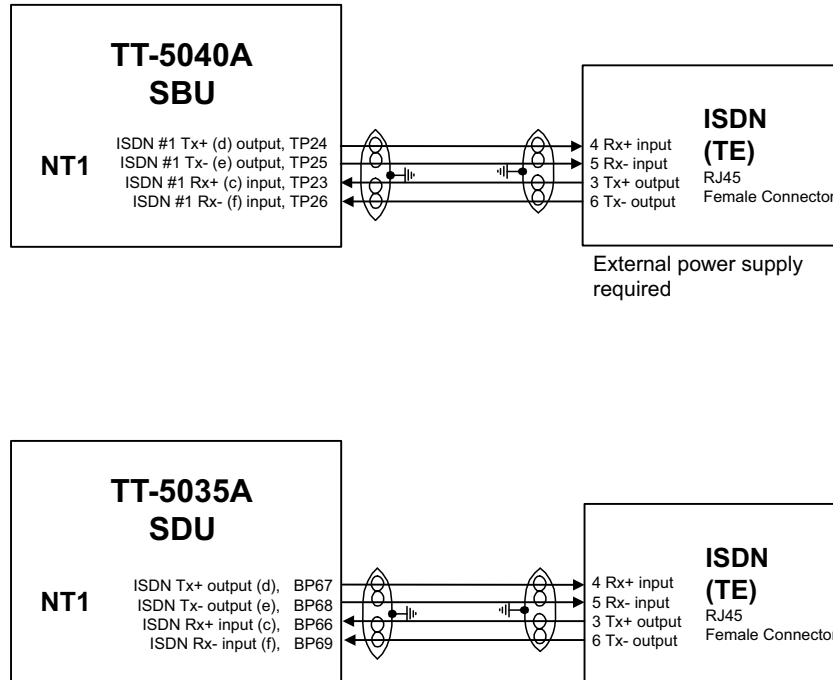 TT-5040A
SBU
NT1
ISDN #1 Tx+ (d) output, TP24
ISDN #1 Tx- (e) output, TP25
ISDN #1 Rx+ (c) input, TP23
ISDN #1 Rx- (f) input, TP26
4 Rx+ input
5 Rx- input
3 Tx+ output
6 Tx- output
ISDN
(TE)
RJ45
Female Connector
External power supply
required
TT-5035A
SDU
NT1
ISDN Tx+ output (d), BP67
ISDN Tx- output (e), BP68
ISDN Rx+ input (c), BP66
ISDN Rx- input (f), BP69
4 Rx+ input
5 Rx- input
3 Tx+ output
6 Tx- output
ISDN
(TE)
RJ45
Female Connector